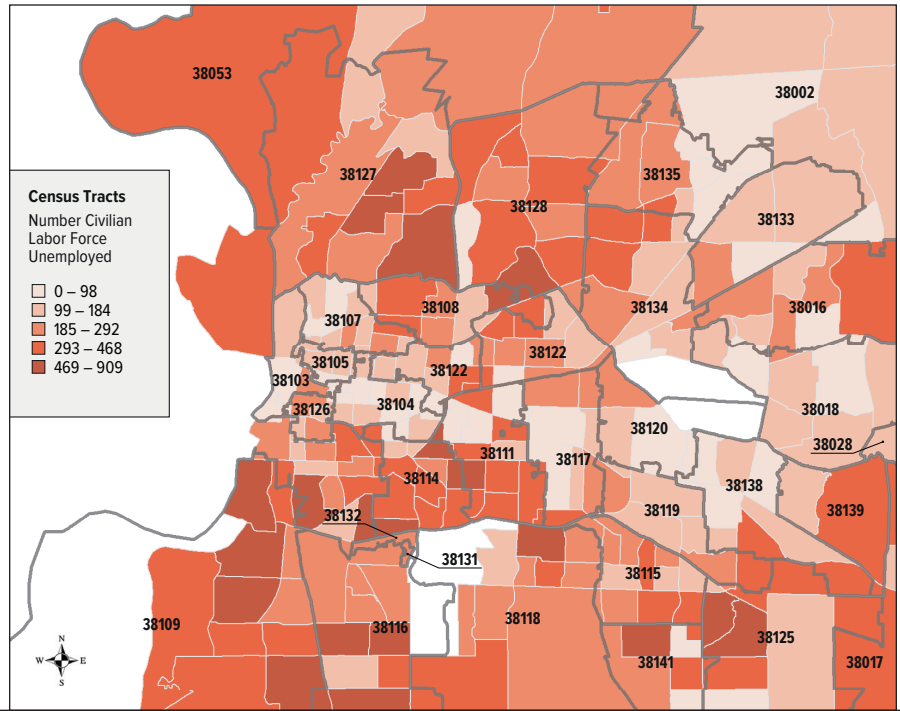 38053
38002
38127
38135
Census Tracts
Number Civilian
Labor Force
Unemployed
0 – 98
99 – 184
185 – 292
293 – 468
469 – 909
38128
38133
38107
38108
38134
38016
38105
38122
38122
38103
38126
38104
38018
38120
38028
38111
38117
38114
38138
38132
38119
38139
38131
38115
38109
38116
38118
38125
38141
38017
N
W E
S